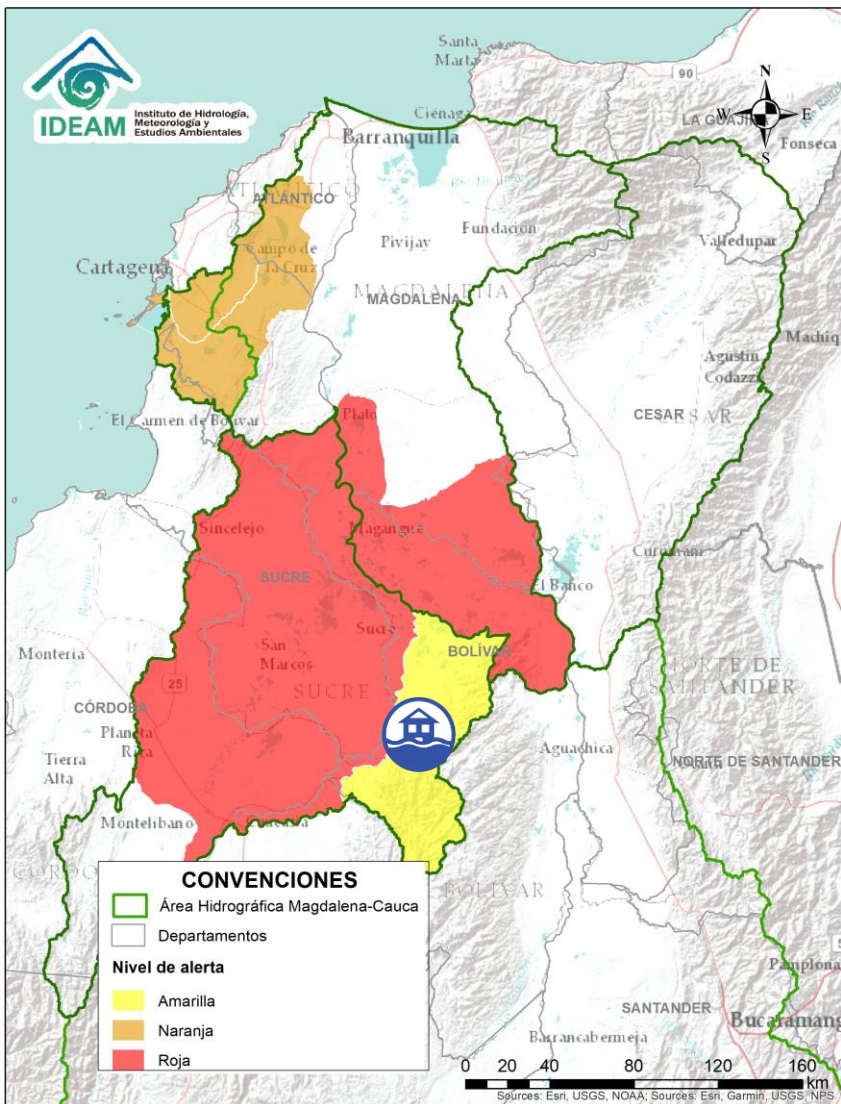 IDEAM
Instituto de Hidrología,
Meteorología y
Estudios Ambientales
Santa
Marta
90
N
W
E
S
LA GUAJIRA
Fonseca
Ciénaga
Barranquilla
ATLÁNTICO
Pivijay
Fundación
Valledupar
Campo de
la Cruz
Cartagena
MAGDALENA
MAGDALENA
Agustín
Codazzi
El Carmen de Bolívar
Plato
CESAR
CESAR
Sincelejo
Magangué
Curumaní
SUCRE
El Banco
Sucre
BOLÍVAR
San
Marcos
Montería
SUCRE
25
NORTE DE
SANTANDER
CÓRDOBA
Planeta
Rica
Tierra
Alta
Aguachica
NORTE DE SANTANDER
Montelíbano
BOLÍVAR
CONVENCIONES
Área Hidrográfica Magdalena-Cauca
Departamentos
Nivel de alerta
Amarilla
Naranja
Roja
Pamplona
SANTANDER
Bucaramang
Barrancabermeja
0 20 40 80 120 160
km
Sources: Esri, USGS, NOAA; Sources: Esri, Garmin, USGS, NPS